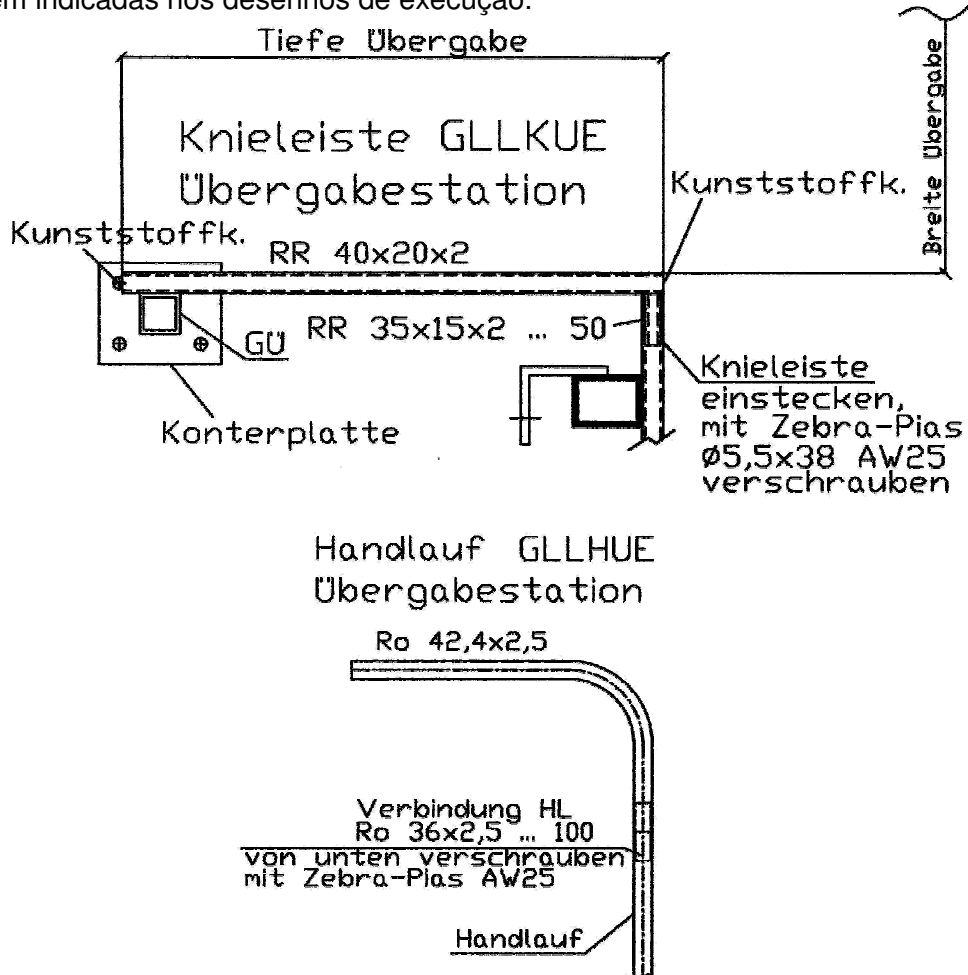 em indicadas nos desenhos de execução.
Tiefe Übergabe
Breite Übergabe
Knieleiste GLLKUE
Übergabestation
Kunststoffk.
Kunststoffk.
RR 40x20x2
RR 35x15x2 ... 50
GÜ
Konterplatte
Knieleiste
einstecken,
mit Zebra-Pias
Ø5,5x38 AW25
verschrauben
Handlauf GLLHUE
Übergabestation
Ro 42,4x2,5
Verbindung HL
Ro 36x2,5 ... 100
von unten verschrauben
mit Zebra-Pias AW25
Handlauf